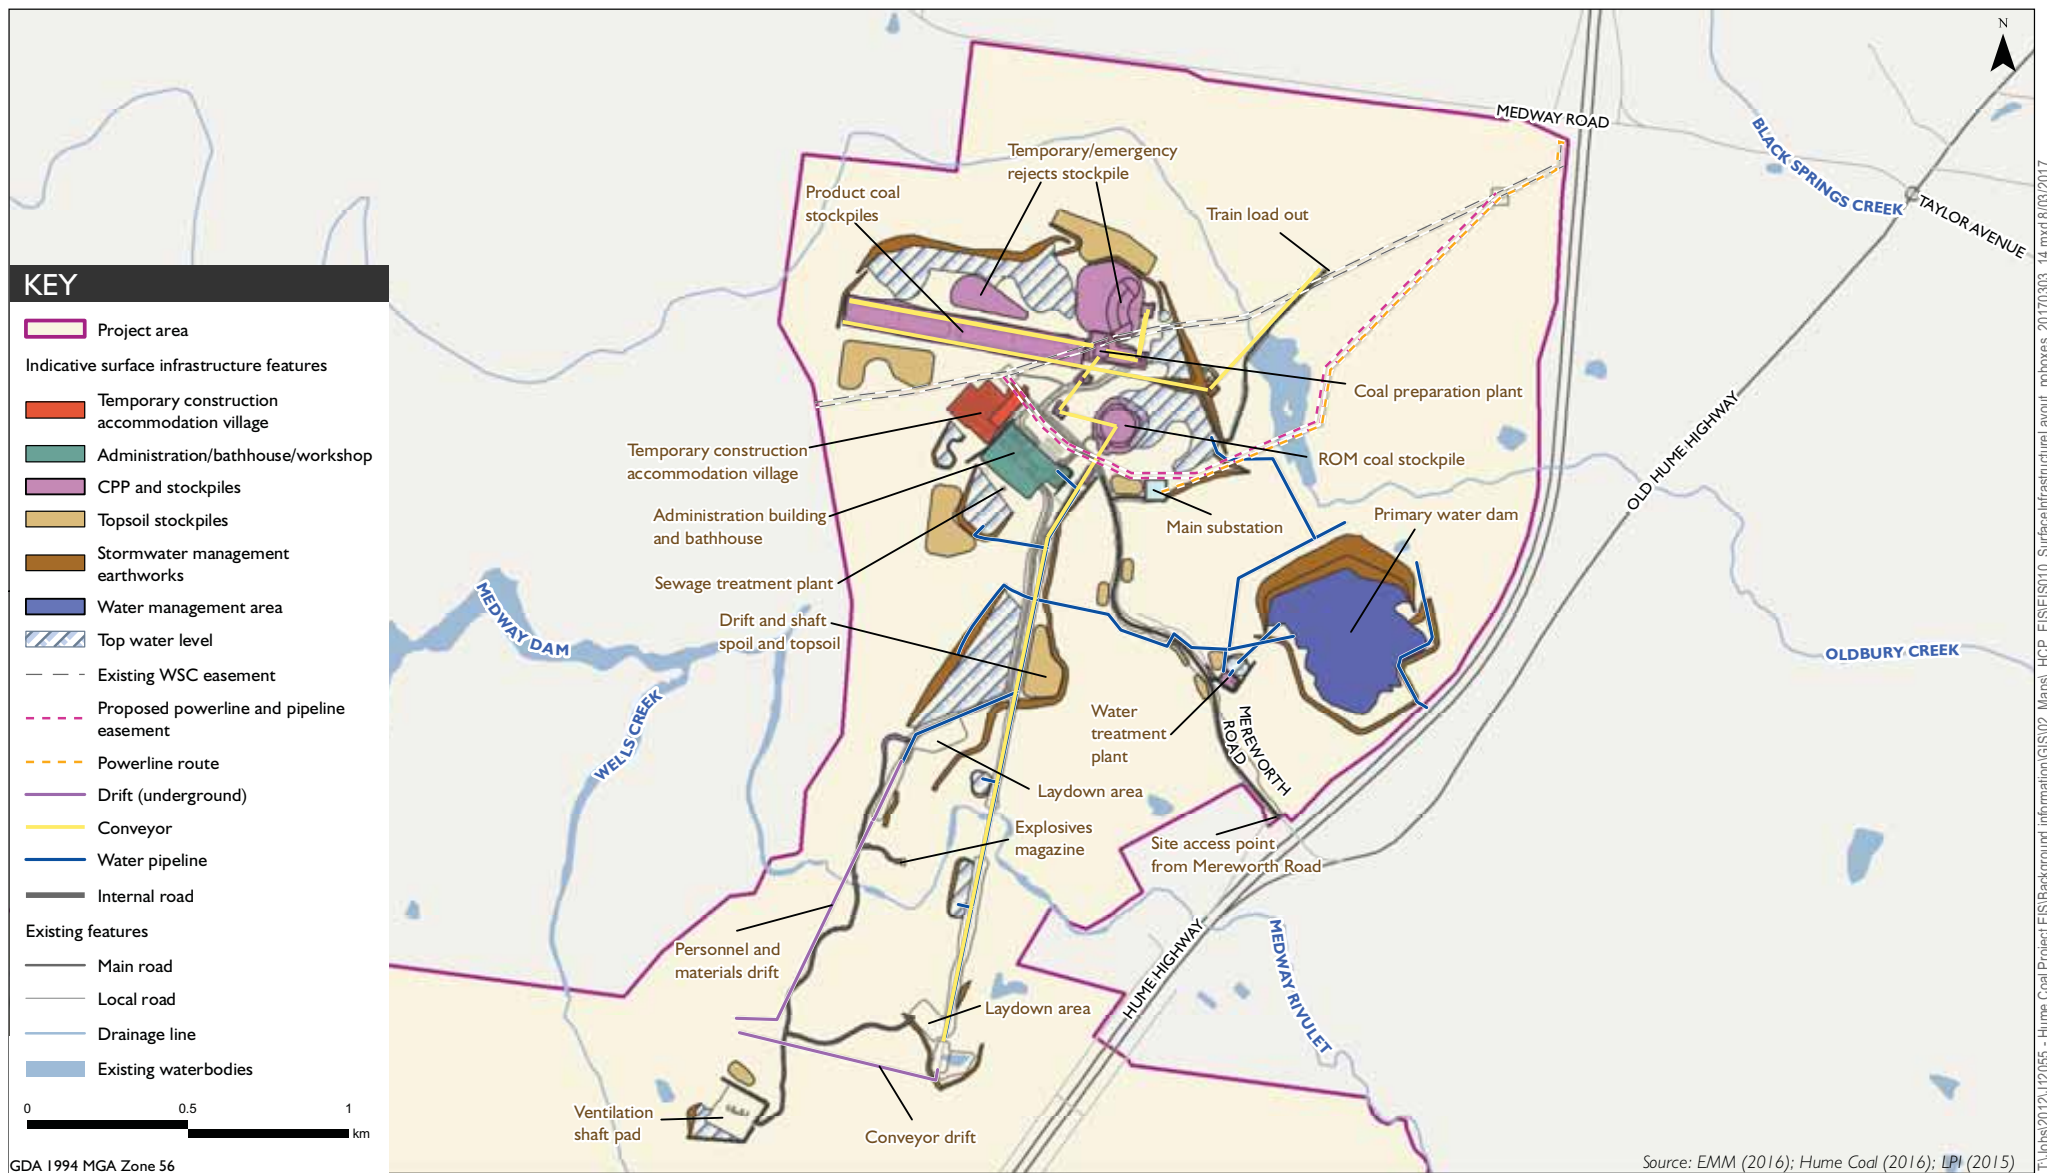 N
MEDWAY ROAD
BLACK SPRINGS CREEK
TAYLOR AVENUE
Temporary/emergency
rejects stockpile
Product coal
stockpiles
Train load out
KEY
Project area
Indicative surface infrastructure features
Temporary construction
accommodation village
Administration/bathhouse/workshop
CPP and stockpiles
Topsoil stockpiles
Stormwater management
earthworks
Water management area
Top water level
Existing WSC easement
Proposed powerline and pipeline
easement
Powerline route
Drift (underground)
Conveyor
Water pipeline
Internal road
Existing features
Main road
Local road
Drainage line
Existing waterbodies
0
0.5
1
km
GDA 1994 MGA Zone 56
Coal preparation plant
Temporary construction
accommodation village
ROM coal stockpile
OLD HUME HIGHWAY
Administration building
and bathhouse
Main substation
Primary water dam
Sewage treatment plant
MEDWAY DAM
Drift and shaft
spoil and topsoil
OLDBURY CREEK
WELLS CREEK
Water
treatment
plant
MEREWORTH
ROAD
Laydown area
Explosives
magazine
Site access point
from Mereworth Road
Personnel and
materials drift
HUME HIGHWAY
MEDWAY RIVULET
Laydown area
Ventilation
shaft pad
Conveyor drift
Source: EMM (2016); Hume Coal (2016); LPI (2015)